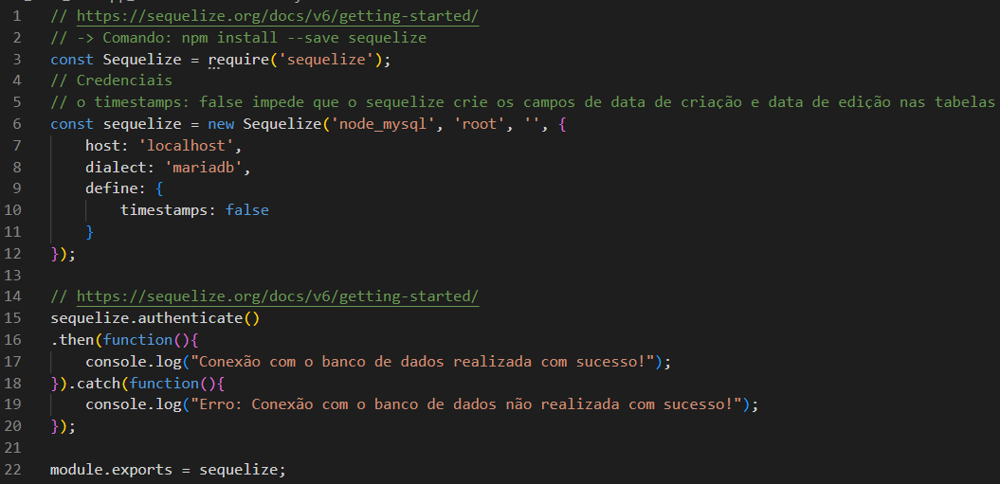 1 // https://sequelize.org/docs/v6/getting-started/
2 // -> Comando: npm install --save sequelize
3 const Sequelize = require('sequelize');
4 // Credenciais
5 // o timestamps: false impede que o sequelize crie os campos de data de criação e data de edição nas tabelas
6 const sequelize = new Sequelize('node_mysql', 'root', '', {
7     host: 'localhost',
8     dialect: 'mariadb',
9     define: {
10         timestamps: false
11     }
12 });
13
14 // https://sequelize.org/docs/v6/getting-started/
15 sequelize.authenticate()
16 .then(function(){
17     console.log("Conexão com o banco de dados realizada com sucesso!");
18 }).catch(function(){
19     console.log("Erro: Conexão com o banco de dados não realizada com sucesso!");
20 });
21
22 module.exports = sequelize;